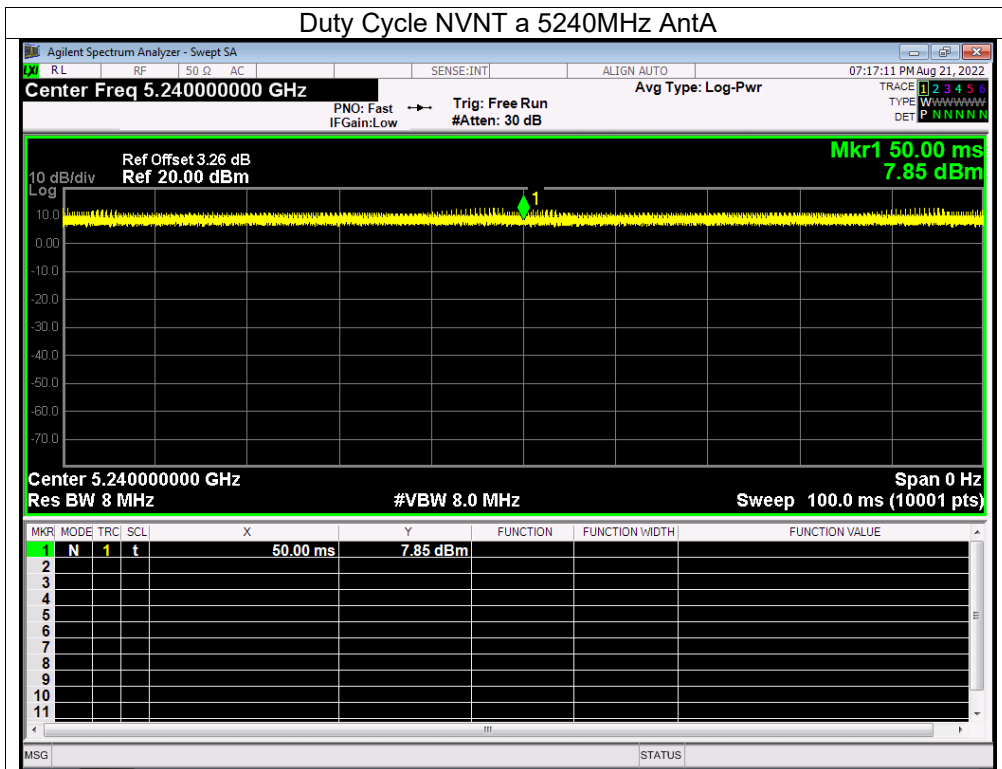 Duty Cycle NVNT a 5240MHz AntA
Agilent Spectrum Analyzer - Swept SA
LXI RL RF 50 Ω AC SENSE:INT ALIGN AUTO 07:17:11 PM Aug 21, 2022
Center Freq 5.240000000 GHz Avg Type: Log-Pwr TRACE 1 2 3 4 5 6
PNO: Fast Trig: Free Run TYPE WWWWWWW
IFGain:Low #Atten: 30 dB DET P N N N N N
Mkr1 50.00 ms
Ref Offset 3.26 dB
10 dB/div Ref 20.00 dBm 7.85 dBm
Log
1
10.0
0.00
-10.0
-20.0
-30.0
-40.0
-50.0
-60.0
-70.0
Center 5.240000000 GHz Span 0 Hz
Res BW 8 MHz #VBW 8.0 MHz Sweep 100.0 ms (10001 pts)
MKR MODE TRC SCL X Y FUNCTION FUNCTION WIDTH FUNCTION VALUE
1 N 1 t 50.00 ms 7.85 dBm
2
3
4
5
6
7
8
9
10
11
MSG STATUS